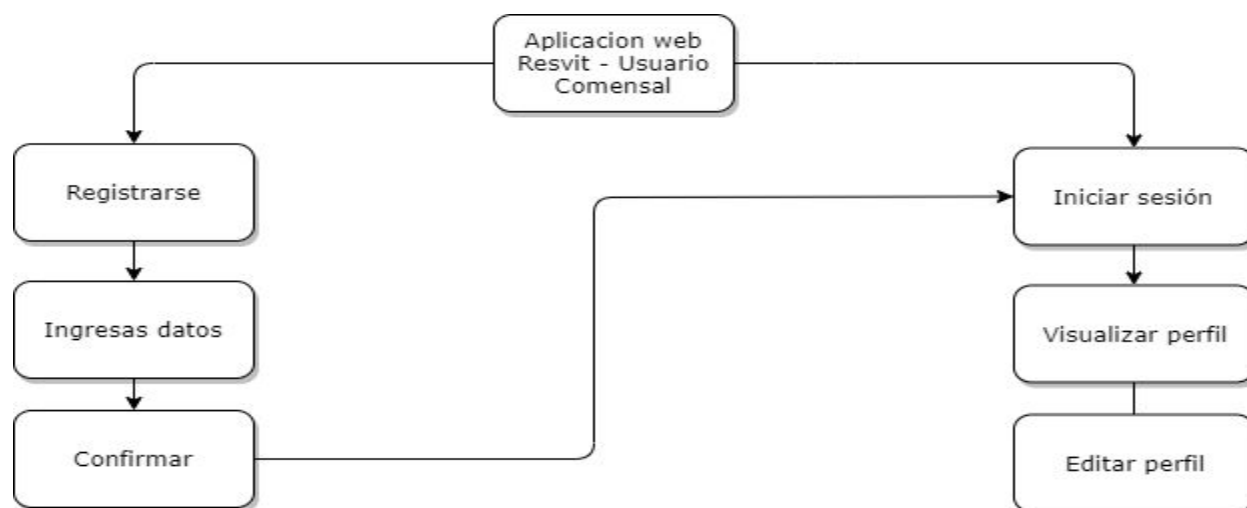 Aplicacion web
Resvit - Usuario
Comensal
Registrarse
Iniciar sesión
Ingresas datos
Visualizar perfil
Confirmar
Editar perfil